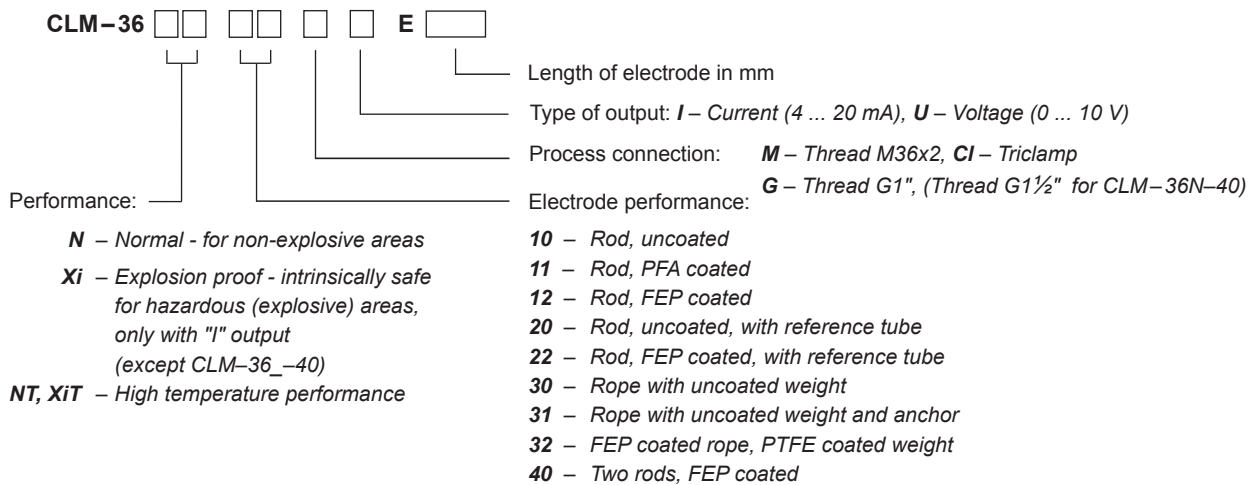 CLM–36 E
Length of electrode in mm
Type of output: I – Current (4 ... 20 mA), U – Voltage (0 ... 10 V)
Process connection: M – Thread M36x2, Cl – Triclamp
G – Thread G1", (Thread G1½" for CLM–36N–40)
Performance:
N – Normal - for non-explosive areas
Xi – Explosion proof - intrinsically safe
for hazardous (explosive) areas,
only with "I" output
(except CLM–36_–40)
NT, XiT – High temperature performance
Electrode performance:
10 – Rod, uncoated
11 – Rod, PFA coated
12 – Rod, FEP coated
20 – Rod, uncoated, with reference tube
22 – Rod, FEP coated, with reference tube
30 – Rope with uncoated weight
31 – Rope with uncoated weight and anchor
32 – FEP coated rope, PTFE coated weight
40 – Two rods, FEP coated